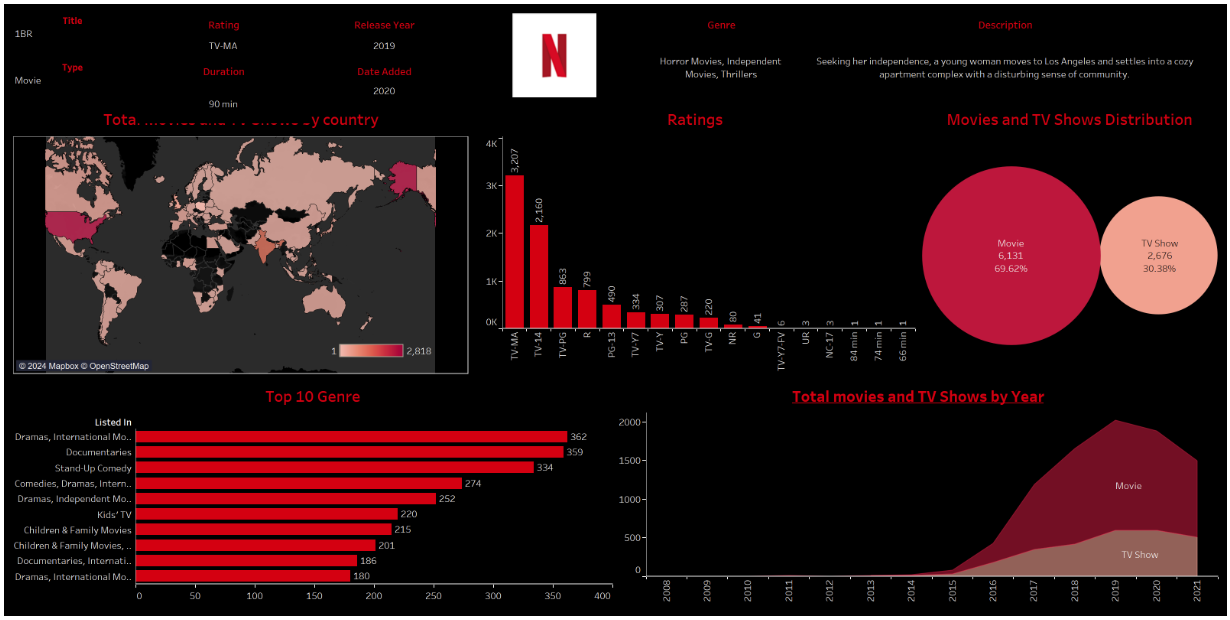 Title
1BR
Type
Movie
Rating
TV-MA
Duration
90 min
Release Year
2019
Date Added
2020
N
Genre
Horror Movies, Independent
Movies, Thrillers
Description
Seeking her independence, a young woman moves to Los Angeles and settles into a cozy
apartment complex with a disturbing sense of community.
Total movies and TV Shows by country
1 2,818
© 2024 Mapbox © OpenStreetMap
Ratings
4K
3K
2K
1K
0K
3,207
2,160
863
799
490
334
307
287
220
80
41
6
3
3
1
1
1
TV-MA
TV-14
TV-PG
R
PG-13
TV-Y7
TV-Y
PG
TV-G
NR
G
TV-Y7-FV
UR
NC-17
84 min
74 min
66 min
Movies and TV Shows Distribution
Movie
6,131
69.62%
TV Show
2,676
30.38%
Top 10 Genre
Listed In
Dramas, International Mo.. 362
Documentaries 359
Stand-Up Comedy 334
Comedies, Dramas, Intern.. 274
Dramas, Independent Mo.. 252
Kids' TV 220
Children & Family Movies 215
Children & Family Movies, .. 201
Documentaries, Internati.. 186
Dramas, International Mo.. 180
0 50 100 150 200 250 300 350 400
Total movies and TV Shows by Year
2000
1500
1000
500
0
Movie
TV Show
2008 2009 2010 2011 2012 2013 2014 2015 2016 2017 2018 2019 2020 2021